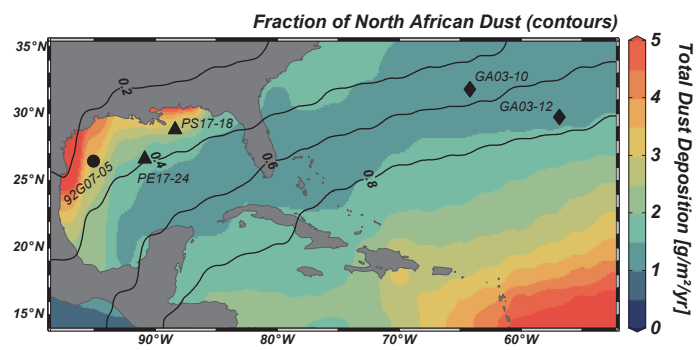 Fraction of North African Dust (contours)
35°N
30°N
25°N
20°N
15°N
90°W
80°W
70°W
60°W
0.2
0.4
0.6
0.8
GA03-10
GA03-12
PS17-18
PE17-24
92G07-05
5
4
3
2
1
0
Total Dust Deposition [g/m²/yr]